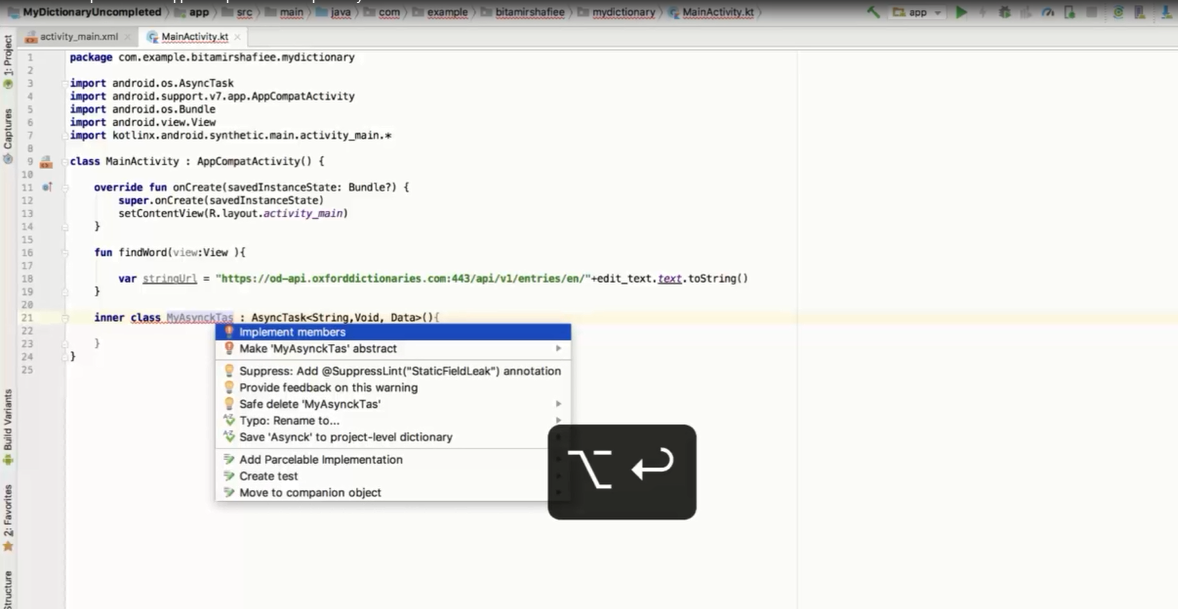 MyDictionaryUncompleted app src main java com example bitamirshafiee mydictionary MainActivity.kt app
activity_main.xml MainActivity.kt
1: Project
Captures
Build Variants
2: Favorites
Structure
1 package com.example.bitamirshafiee.mydictionary
2
3 import android.os.AsyncTask
4 import android.support.v7.app.AppCompatActivity
5 import android.os.Bundle
6 import android.view.View
7 import kotlinx.android.synthetic.main.activity_main.*
8
9 class MainActivity : AppCompatActivity() {
10
11 override fun onCreate(savedInstanceState: Bundle?) {
12 super.onCreate(savedInstanceState)
13 setContentView(R.layout.activity_main)
14 }
15
16 fun findWord(view:View ){
17
18 var stringUrl = "https://od-api.oxforddictionaries.com:443/api/v1/entries/en/"+edit_text.text.toString()
19 }
20
21 inner class MyAsynckTas : AsyncTask<String,Void, Data>(){
22
23 }
24 }
25
Implement members
Make 'MyAsynckTas' abstract
Suppress: Add @SuppressLint("StaticFieldLeak") annotation
Provide feedback on this warning
Safe delete 'MyAsynckTas'
Typo: Rename to...
Save 'Asynck' to project-level dictionary
Add Parcelable Implementation
Create test
Move to companion object